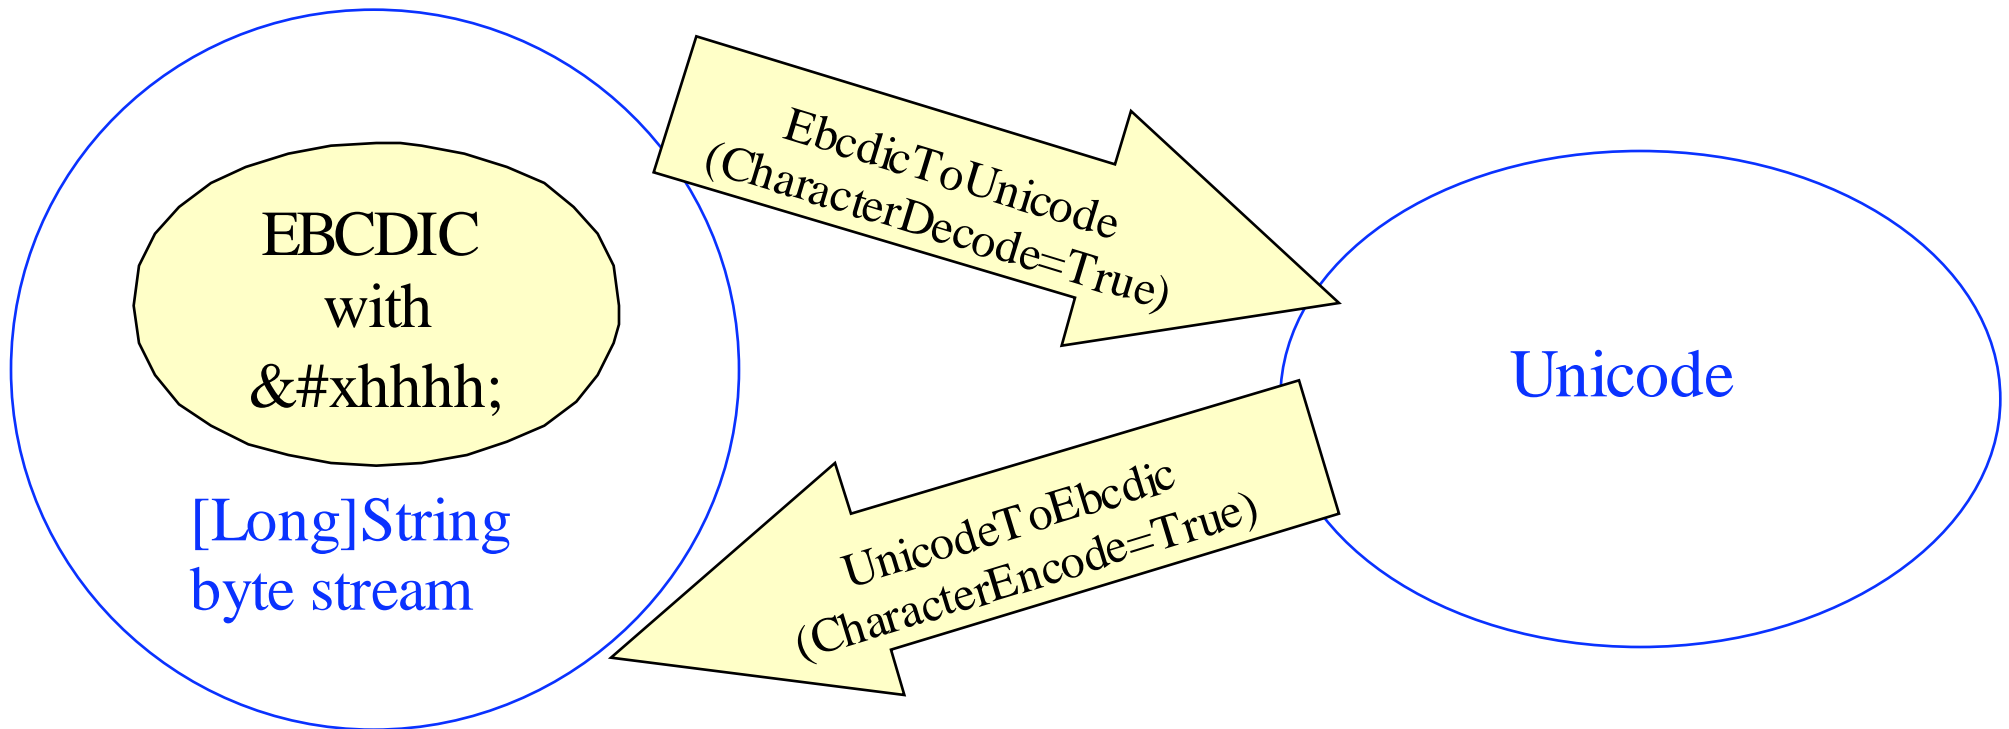 EBCDIC
with
&#xhhhh;
[Long]String
byte stream
EbcdicToUnicode
(CharacterDecode=True)
UnicodeToEbcdic
(CharacterEncode=True)
Unicode